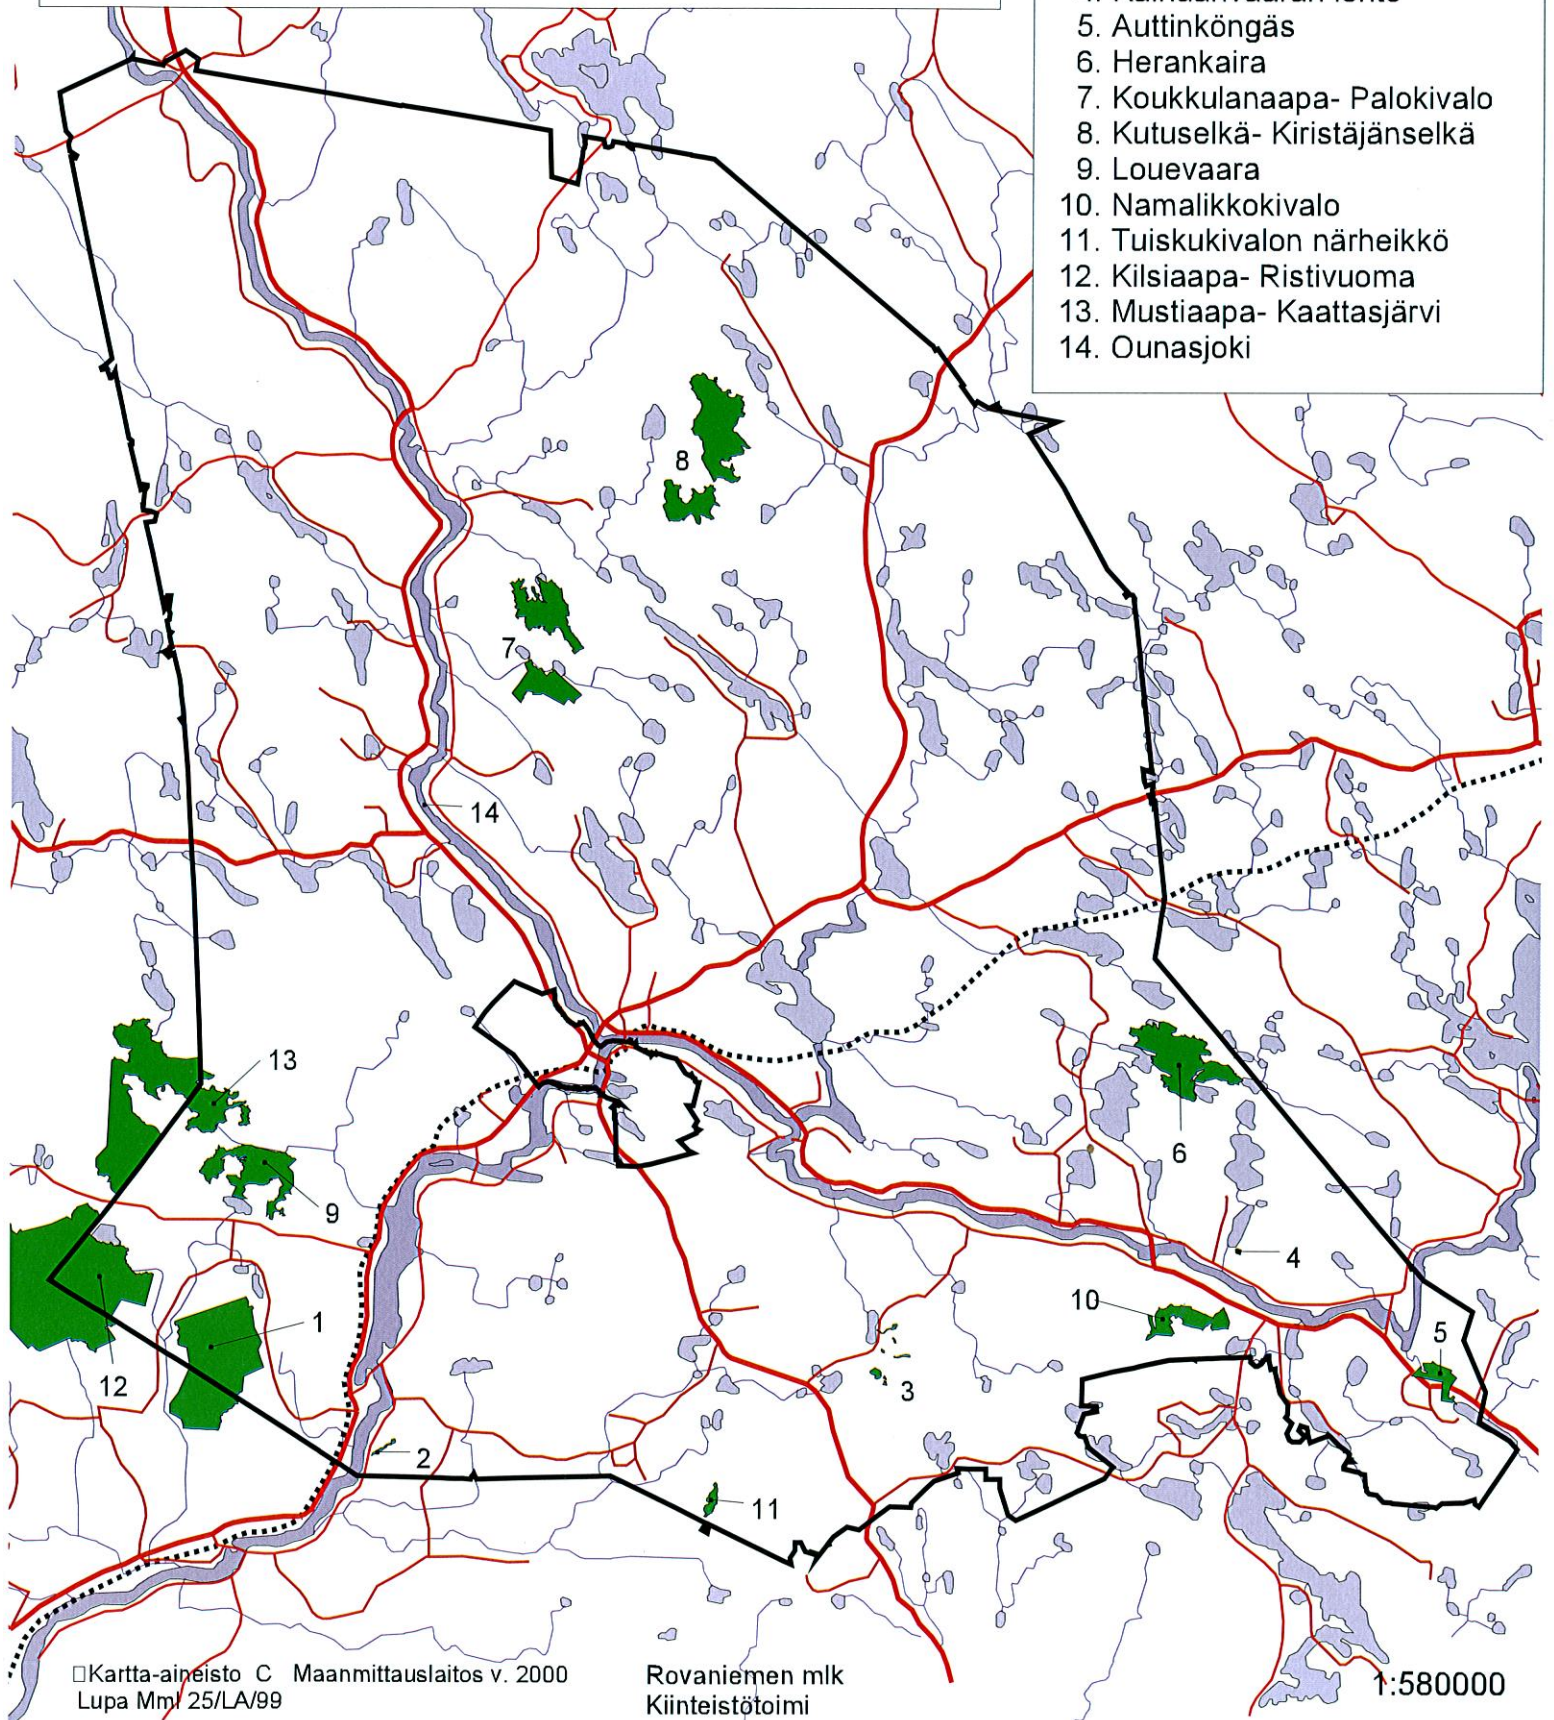 5. Auttinköngäs
6. Herankaira
7. Koukkulanaapa- Palokivalo
8. Kutuselkä- Kiristäjänselkä
9. Louevaara
10. Namalikkokivalo
11. Tuiskukivalon närheikkö
12. Kilsiaapa- Ristivuoma
13. Mustiaapa- Kaattasjärvi
14. Ounasjoki
8
7
14
13
6
9
4
10
1
5
12
3
2
11
□Kartta-aineisto C Maanmittauslaitos v. 2000
Lupa Mml 25/LA/99
Rovaniemen mlk
Kiinteistötoimi
1:580000